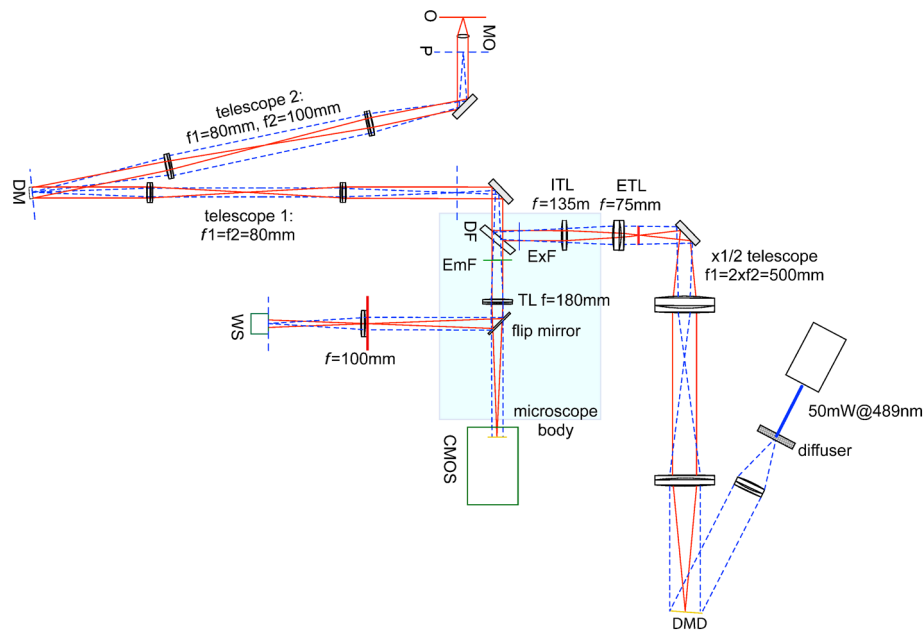 O
MO
P
telescope 2:
f1=80mm, f2=100mm
DM
telescope 1:
f1=f2=80mm
DF
EmF
ExF
ITL
f=135m
ETL
f=75mm
x1/2 telescope
f1=2xf2=500mm
TL f=180mm
flip mirror
WS
f=100mm
microscope
body
CMOS
50mW@489nm
diffuser
DMD